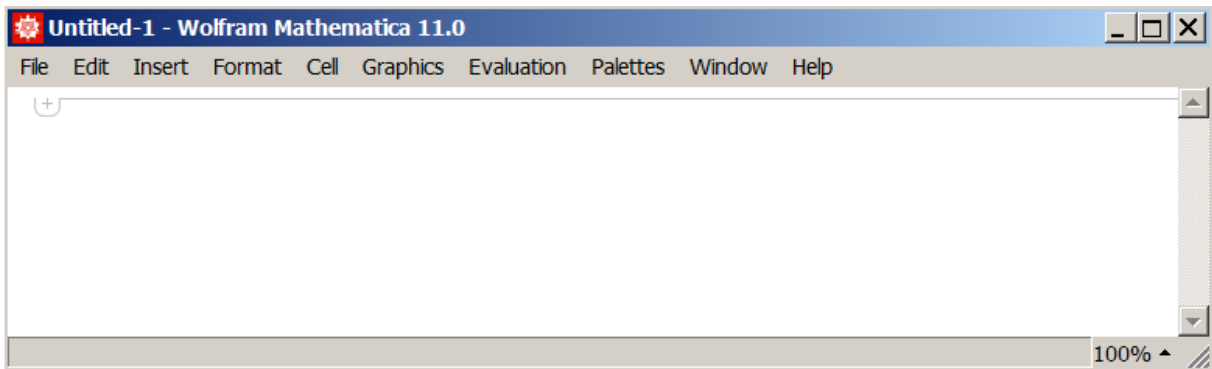 Untitled-1 - Wolfram Mathematica 11.0
File Edit Insert Format Cell Graphics Evaluation Palettes Window Help
100%